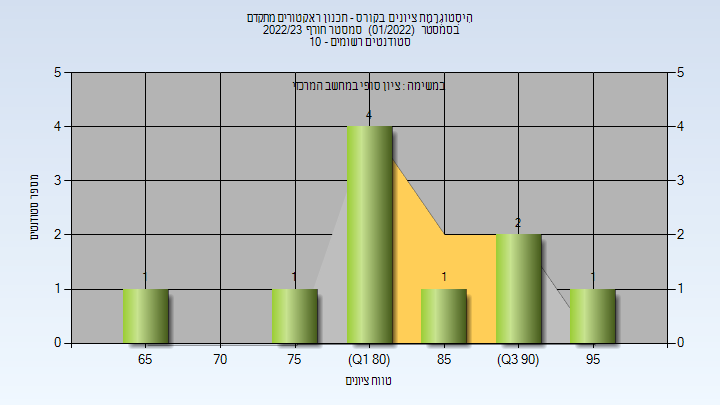 היסטוגרמת ציונים בקורס - תכנון ראקטורים מתקדם
בסמסטר (01/2022) סמסטר חורף 2022/23
סטודנטים רשומים - 10
במשימה : ציון סופי במחשב המרכזי
5 5
4 4
3 3
2 2
1 1
0 0
מספר סטודנטים
1 1 4 1 2 1
65 70 75 (Q1 80) 85 (Q3 90) 95
טווח ציונים